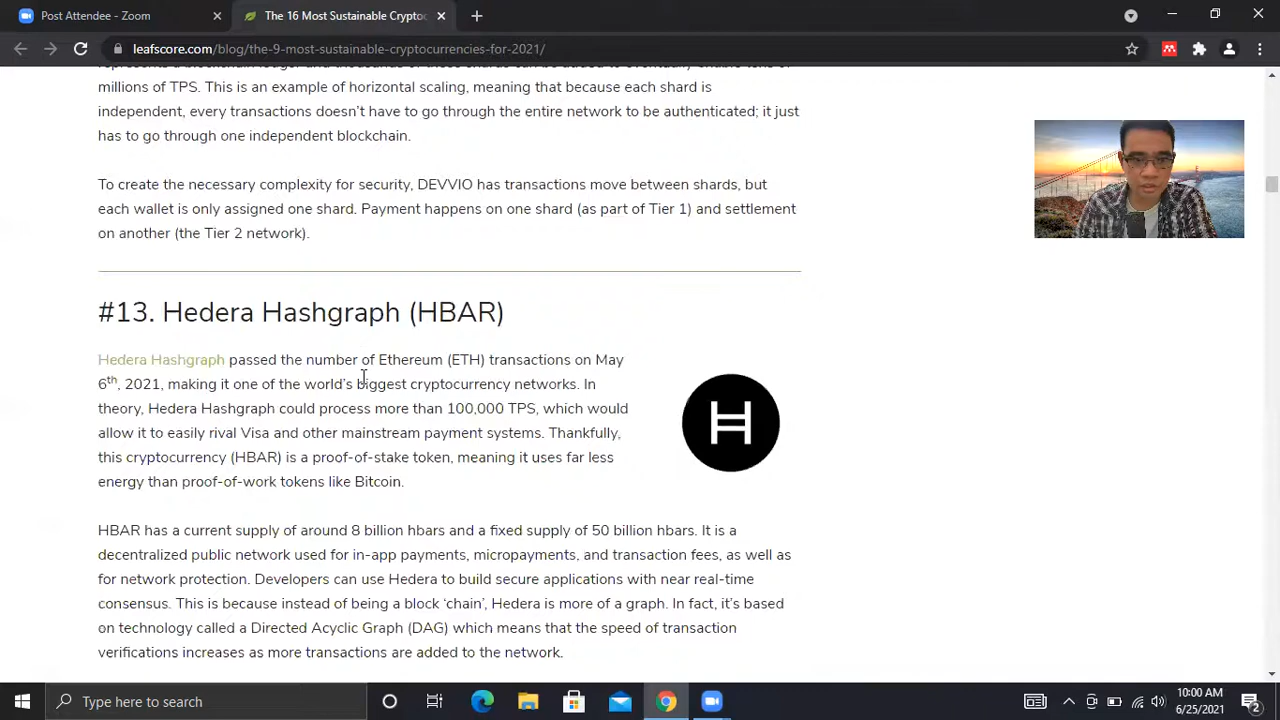 Post Attendee - Zoom
The 16 Most Sustainable Crypto
leafscore.com/blog/the-9-most-sustainable-cryptocurrencies-for-2021/
millions of TPS. This is an example of horizontal scaling, meaning that because each shard is
independent, every transactions doesn't have to go through the entire network to be authenticated; it just
has to go through one independent blockchain.
To create the necessary complexity for security, DEVVIO has transactions move between shards, but
each wallet is only assigned one shard. Payment happens on one shard (as part of Tier 1) and settlement
on another (the Tier 2 network).
#13. Hedera Hashgraph (HBAR)
Hedera Hashgraph passed the number of Ethereum (ETH) transactions on May
6th, 2021, making it one of the world's biggest cryptocurrency networks. In
theory, Hedera Hashgraph could process more than 100,000 TPS, which would
allow it to easily rival Visa and other mainstream payment systems. Thankfully,
this cryptocurrency (HBAR) is a proof-of-stake token, meaning it uses far less
energy than proof-of-work tokens like Bitcoin.
H
HBAR has a current supply of around 8 billion hbars and a fixed supply of 50 billion hbars. It is a
decentralized public network used for in-app payments, micropayments, and transaction fees, as well as
for network protection. Developers can use Hedera to build secure applications with near real-time
consensus. This is because instead of being a block 'chain', Hedera is more of a graph. In fact, it's based
on technology called a Directed Acyclic Graph (DAG) which means that the speed of transaction
verifications increases as more transactions are added to the network.
Type here to search
10:00 AM
6/25/2021
2